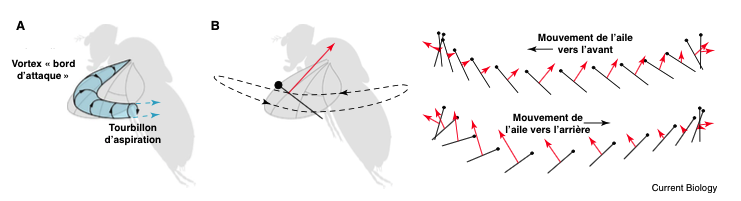 A
Vortex « bord
d'attaque »
Tourbillon
d'aspiration
B
Mouvement de l'aile
vers l'avant
Mouvement de
l'aile vers l'arrière
Current Biology